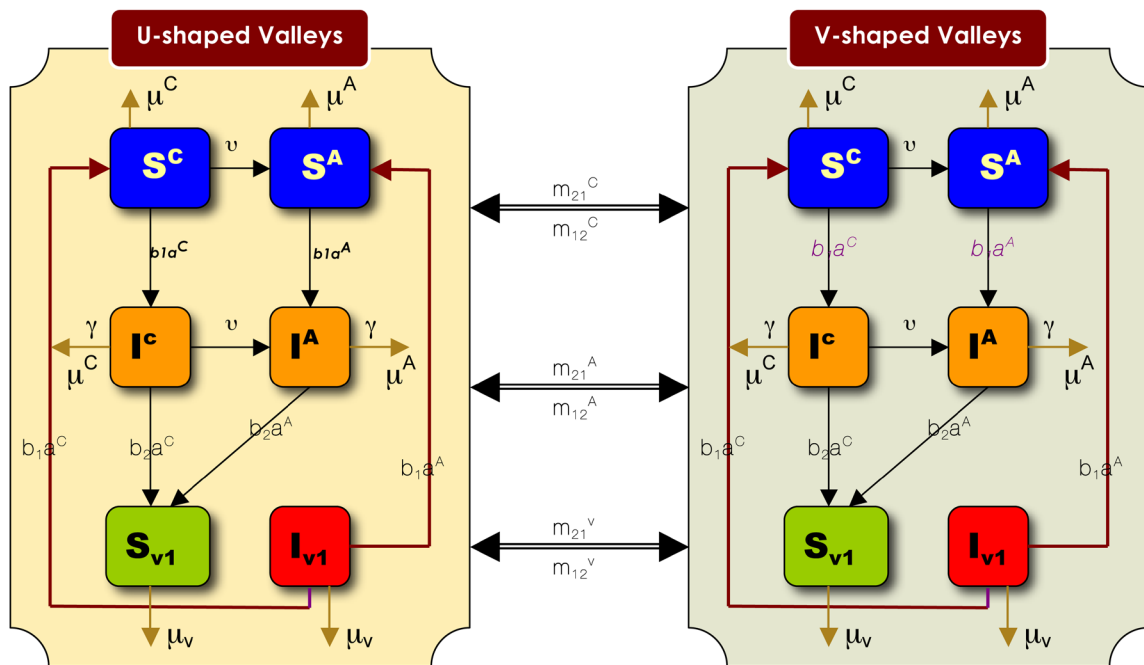 U-shaped Valleys
V-shaped Valleys
μC
μA
μC
μA
SC
υ
SA
SC
υ
SA
m21C
m12C
b1aC
b1aA
b1aC
b1aA
γ
Ic
υ
IA
γ
γ
Ic
υ
IA
γ
μC
μA
μC
μA
m21A
m12A
b1aC
b2aC
b2aA
b1aA
b1aC
b2aC
b2aA
b1aA
Sv1
Iv1
Sv1
Iv1
m21v
m12v
μv
μv
μv
μv